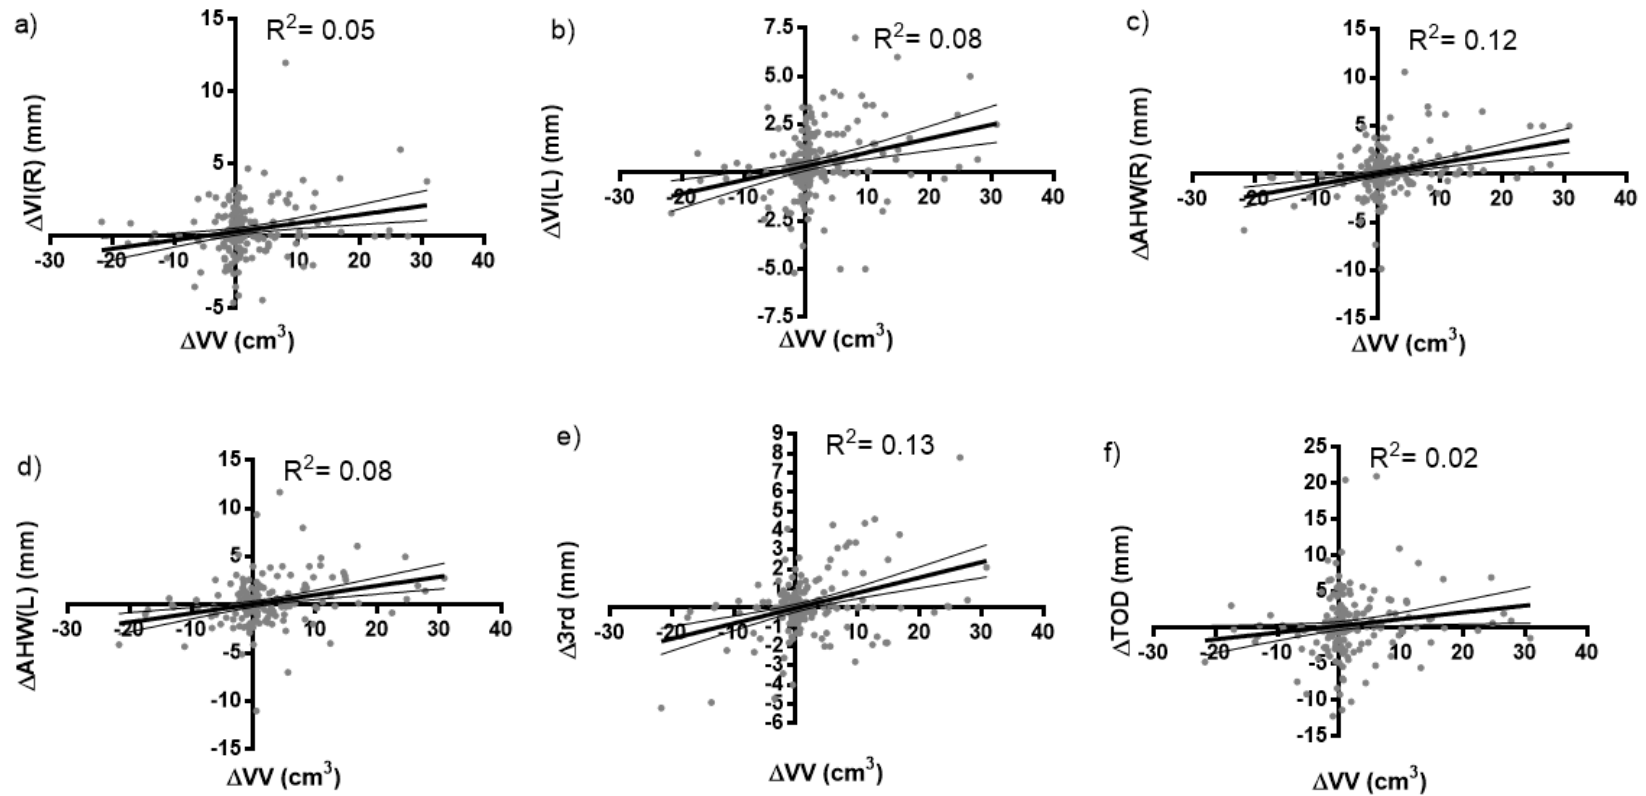 a)
R²= 0.05
ΔVI(R) (mm)
15
10
5
-5
-30 -20 -10 10 20 30 40
ΔVV (cm³)
b)
R²= 0.08
ΔVI(L) (mm)
7.5
5.0
2.5
-2.5
-5.0
-7.5
-30 -20 -10 10 20 30 40
ΔVV (cm³)
c)
R²= 0.12
ΔAHW(R) (mm)
15
10
5
-5
-10
-15
-30 -20 -10 10 20 30 40
ΔVV (cm³)
d)
R²= 0.08
ΔAHW(L) (mm)
15
10
5
-5
-10
-15
-30 -20 -10 10 20 30 40
ΔVV (cm³)
e)
R²= 0.13
Δ3rd (mm)
9
8
7
6
5
4
3
2
1
-1
-2
-3
-4
-5
-6
-30 -20 -10 10 20 30 40
ΔVV (cm³)
f)
R²= 0.02
ΔTOD (mm)
25
20
15
10
5
-5
-10
-15
-30 -20 -10 10 20 30 40
ΔVV (cm³)